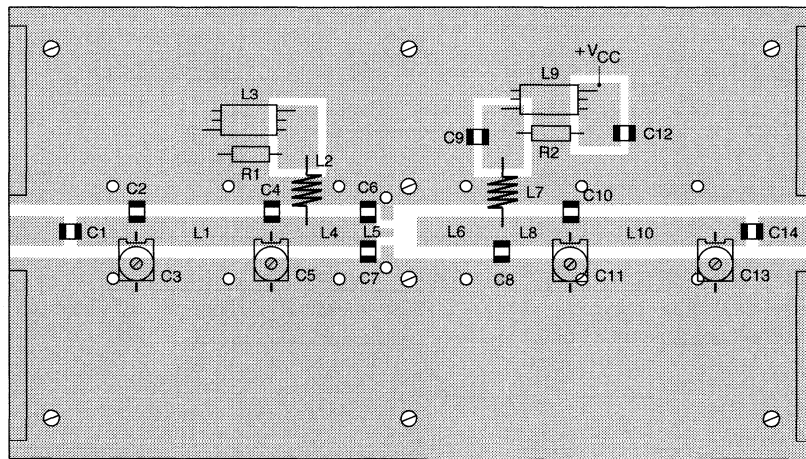 +VCC
L3 L9
C9 C12
R1 R2
L2
C2 C4 C6 L7 C10
C1 L1 L4 L5 L6 L8 L10 C14
C3 C5 C7 C8 C11 C13